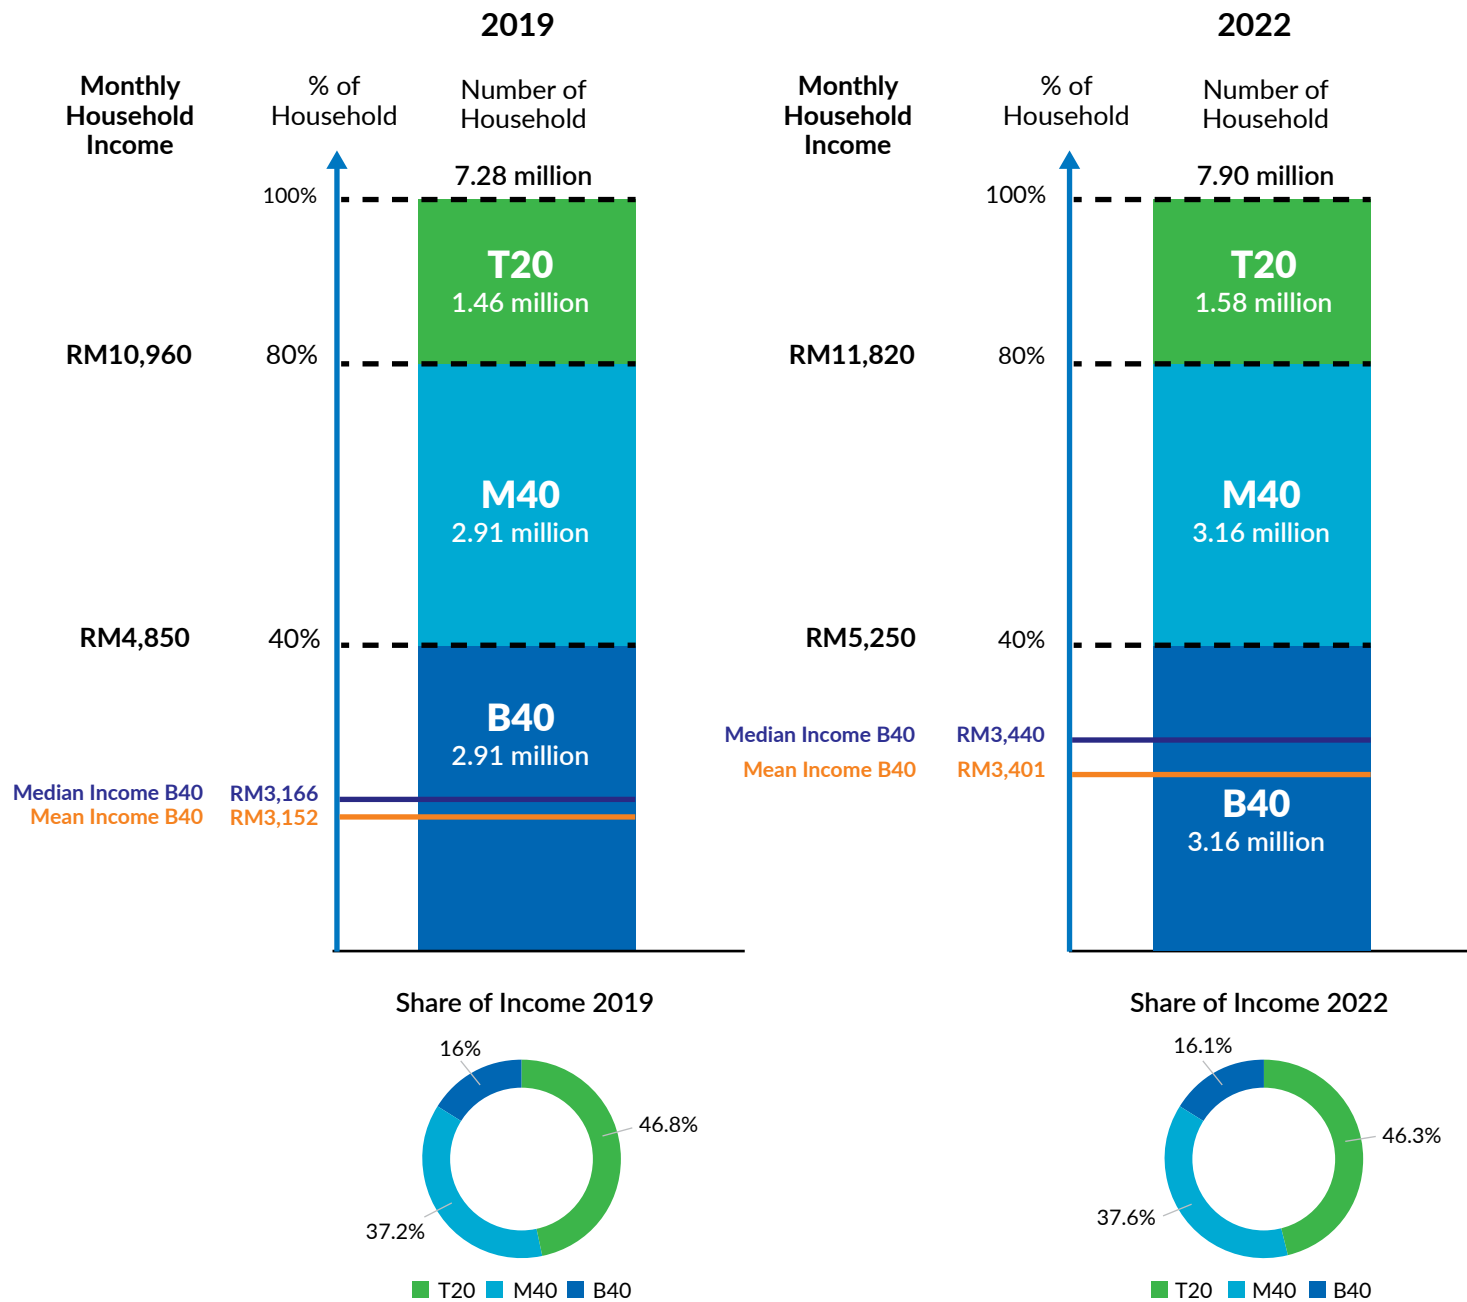 2019
Monthly
Household
Income
% of
Household
Number of
Household
7.28 million
100%
T20
1.46 million
RM10,960
80%
M40
2.91 million
RM4,850
40%
B40
2.91 million
Median Income B40
RM3,166
Mean Income B40
RM3,152
Share of Income 2019
16%
46.8%
37.2%
T20
M40
B40
2022
Monthly
Household
Income
% of
Household
Number of
Household
7.90 million
100%
T20
1.58 million
RM11,820
80%
M40
3.16 million
RM5,250
40%
Median Income B40
RM3,440
Mean Income B40
RM3,401
B40
3.16 million
Share of Income 2022
16.1%
46.3%
37.6%
T20
M40
B40